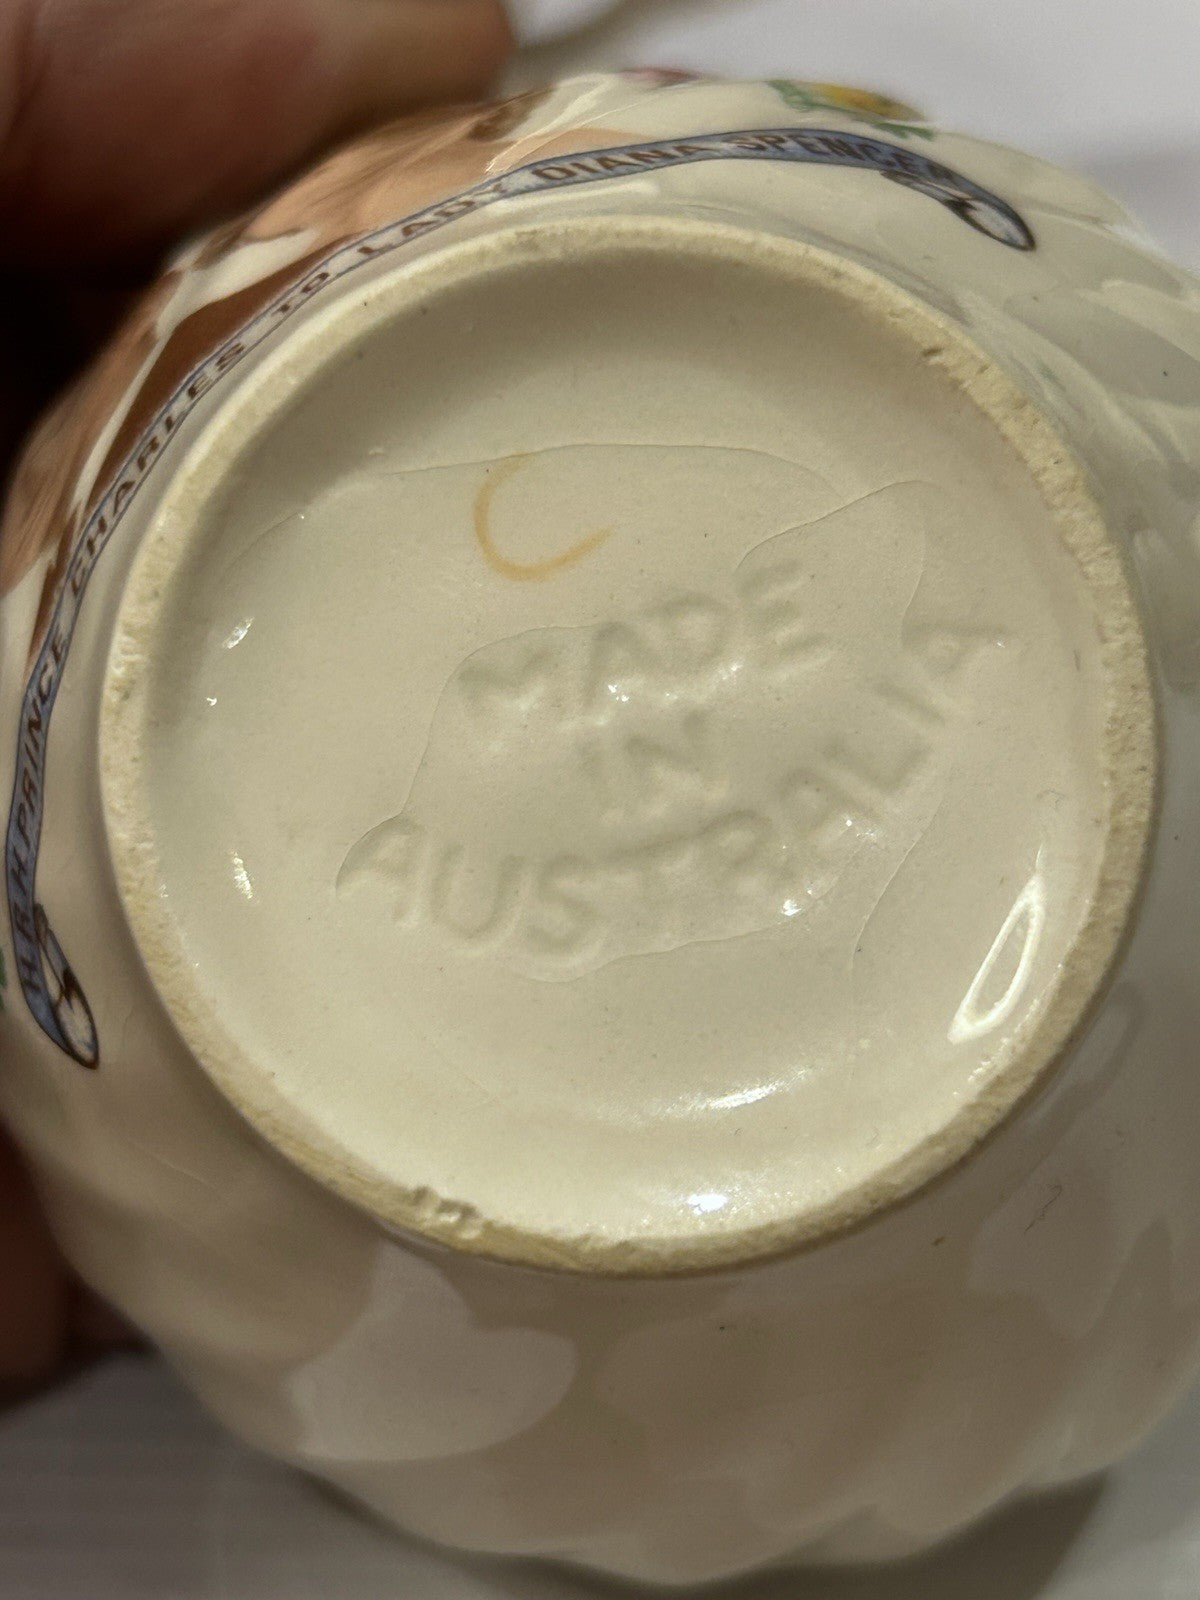 H.R.H. PRINCE CHARLES TO LADY DIANA SPENCER
MADE
IN
AUSTRALIA